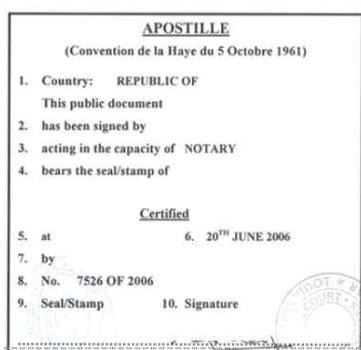 APOSTILLE
(Convention de la Haye du 5 Octobre 1961)
1. Country: REPUBLIC OF
This public document
2. has been signed by
3. acting in the capacity of NOTARY
4. bears the seal/stamp of
Certified
5. at 6. 20TH JUNE 2006
7. by
8. No. 7526 OF 2006
9. Seal/Stamp 10. Signature
COURT